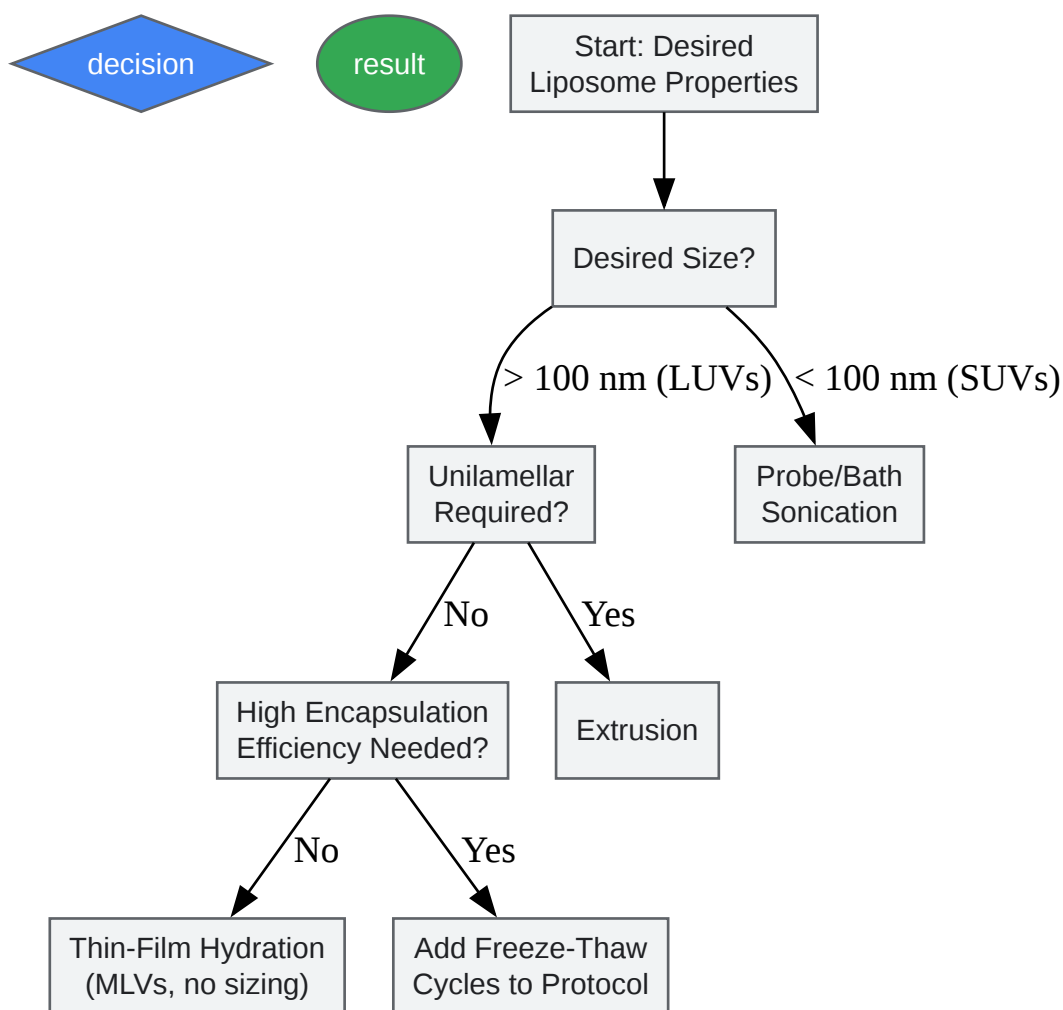 decision
result
Start: Desired
Liposome Properties
Desired Size?
> 100 nm (LUVs)
< 100 nm (SUVs)
Unilamellar
Required?
Probe/Bath
Sonication
No
Yes
High Encapsulation
Efficiency Needed?
Extrusion
No
Yes
Thin-Film Hydration
(MLVs, no sizing)
Add Freeze-Thaw
Cycles to Protocol